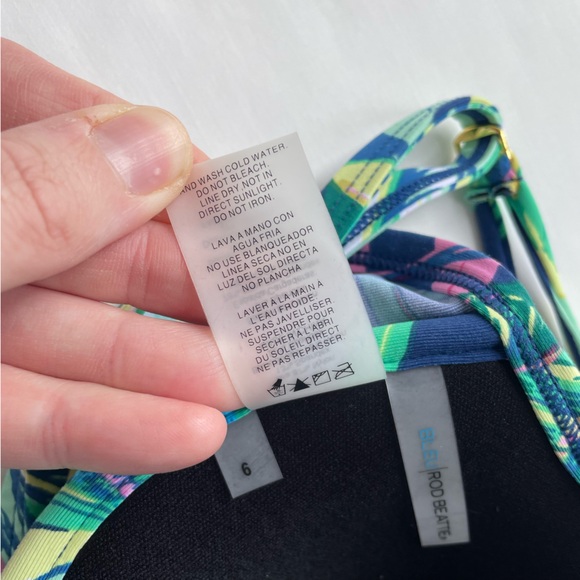 HAND WASH COLD WATER.
DO NOT BLEACH.
LINE DRY.NOT.IN
DIRECT SUNLIGHT.
DO NOT IRON.
LAVA A MANO CON
AGUA FRIA
NO USE BLANQUEADOR
LINEA SECA NO EN
LUZ DEL SOL DIRECTA
NO PLANCHA
LAVER A LA MAIN A
L'EAU FROIDE
NE PAS JAVELLISER.
SUSPENDRE POUR
SÉCHER À L'ABRI
DU SOLEIL DIRECT
NE PAS REPASSER
6
BLEU|ROD BEATTIE